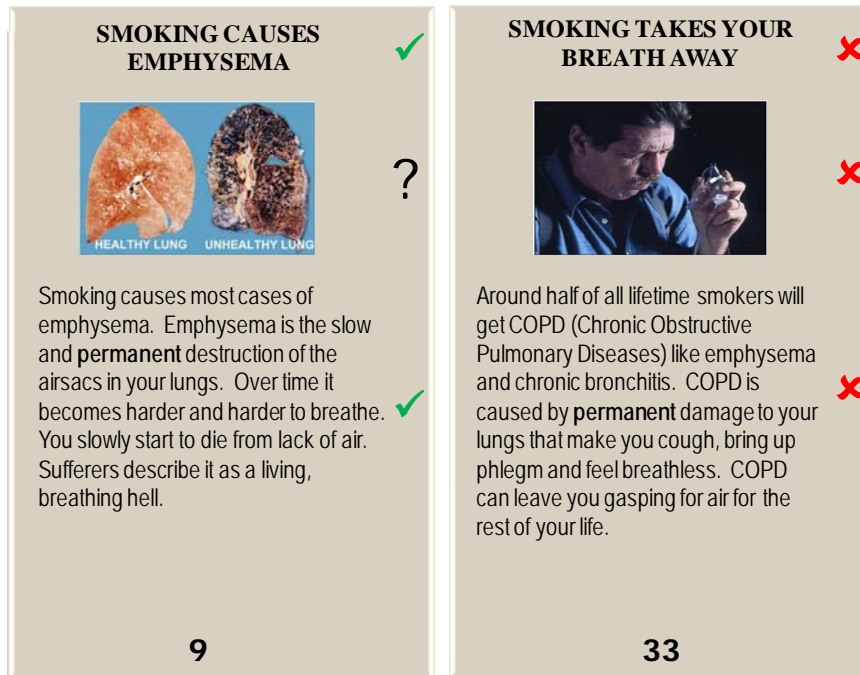 SMOKING CAUSES
EMPHYSEMA
?
HEALTHY LUNG UNHEALTHY LUNG
Smoking causes most cases of
emphysema. Emphysema is the slow
and permanent destruction of the
airsacs in your lungs. Over time it
becomes harder and harder to breathe.
You slowly start to die from lack of air.
Sufferers describe it as a living,
breathing hell.
9
SMOKING TAKES YOUR
BREATH AWAY
Around half of all lifetime smokers will
get COPD (Chronic Obstructive
Pulmonary Diseases) like emphysema
and chronic bronchitis. COPD is
caused by permanent damage to your
lungs that make you cough, bring up
phlegm and feel breathless. COPD
can leave you gasping for air for the
rest of your life.
33